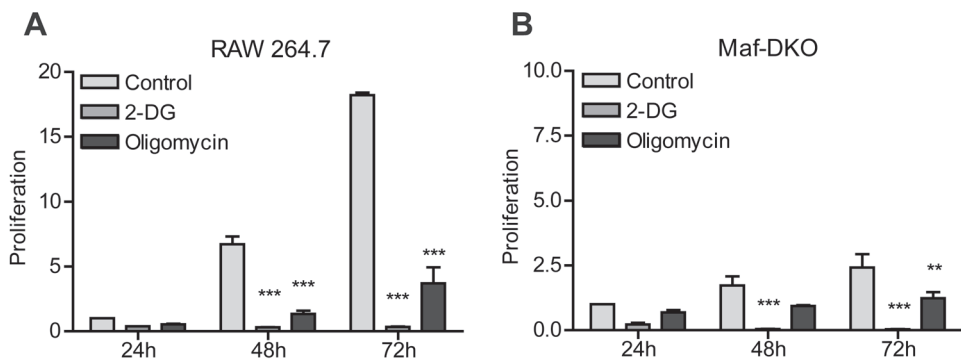 A
RAW 264.7
Proliferation
20
15
10
5
0
Control
2-DG
Oligomycin
***
***
***
***
24h
48h
72h
B
Maf-DKO
Proliferation
10.0
7.5
5.0
2.5
0.0
Control
2-DG
Oligomycin
***
***
**
24h
48h
72h